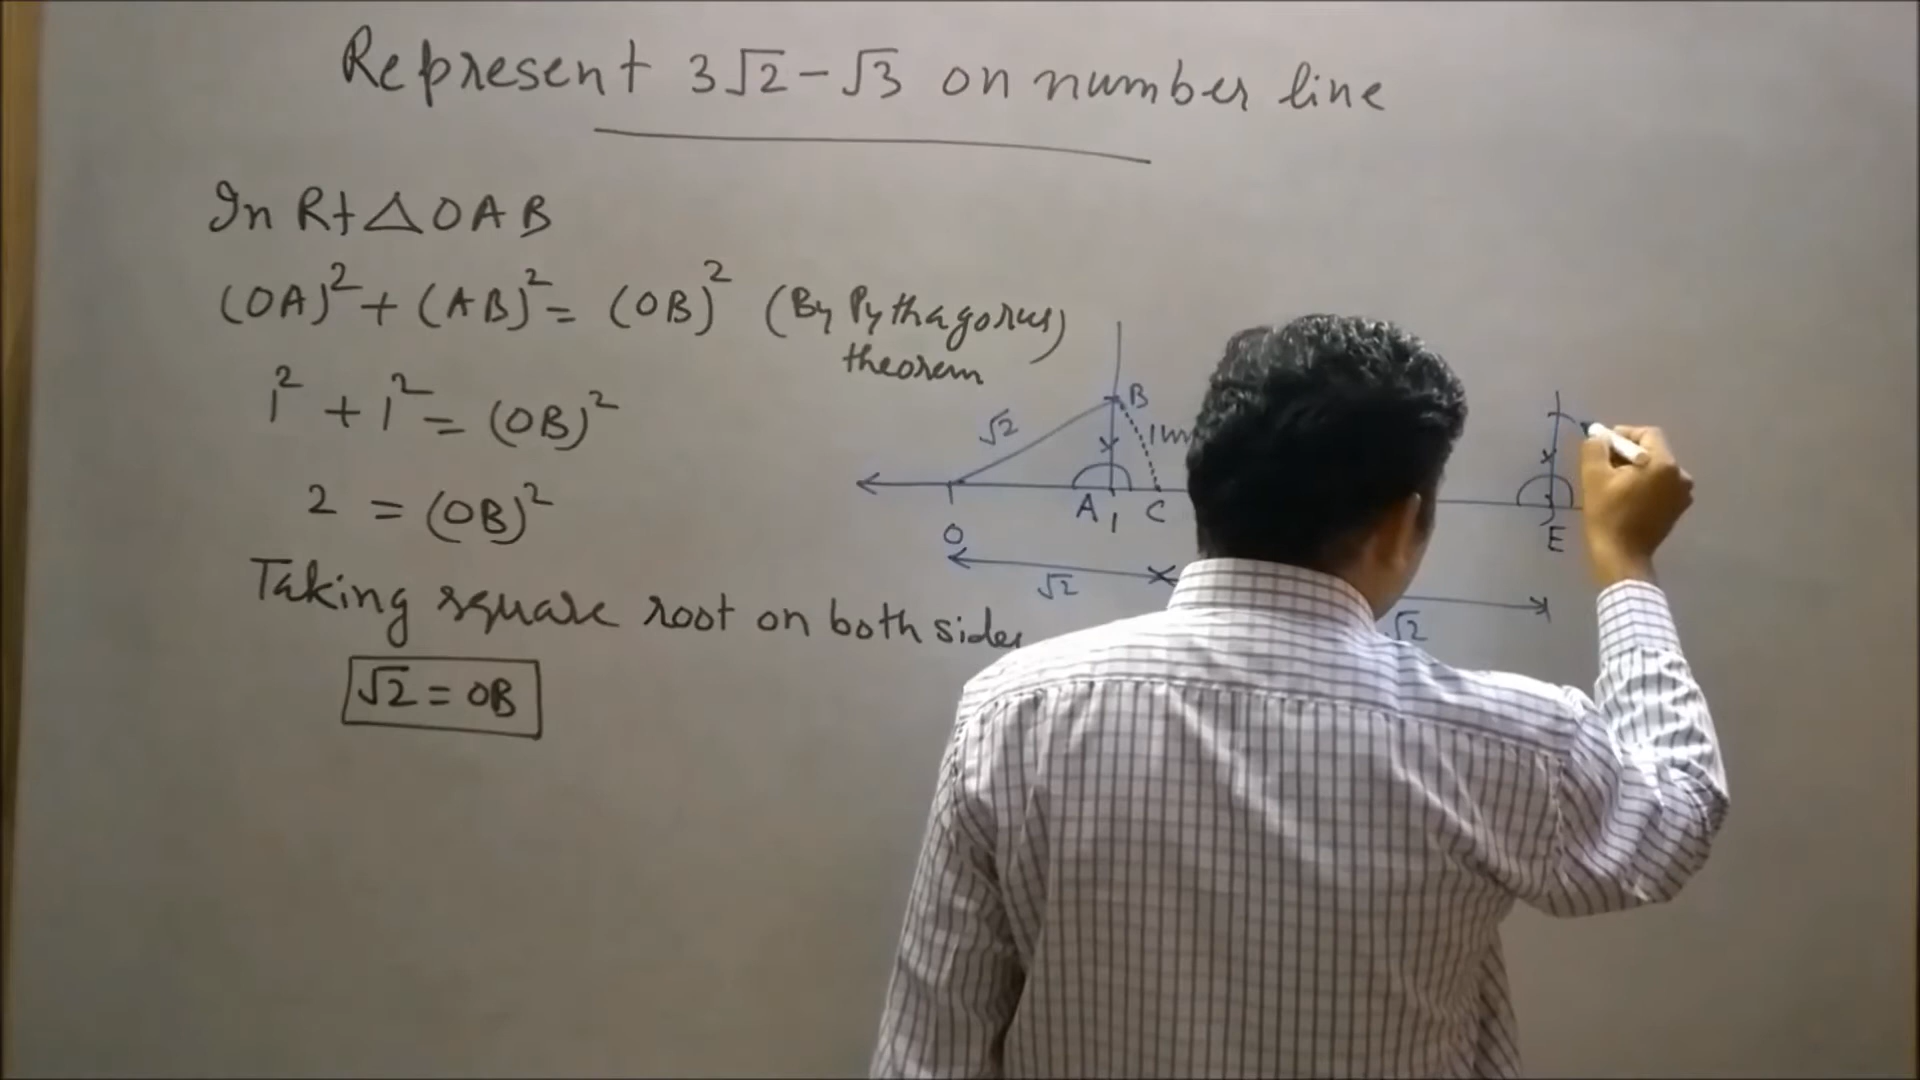 Represent 3√2-√3 on number line
In Rt △OAB
(OA)²+(AB)²= (OB)² (By Pythagorus)
theorem
1² + 1² = (OB)²
2 = (OB)²
Taking square root on both sides
√2 = OB
B
√2
A 1 C
O
E
√2
√2